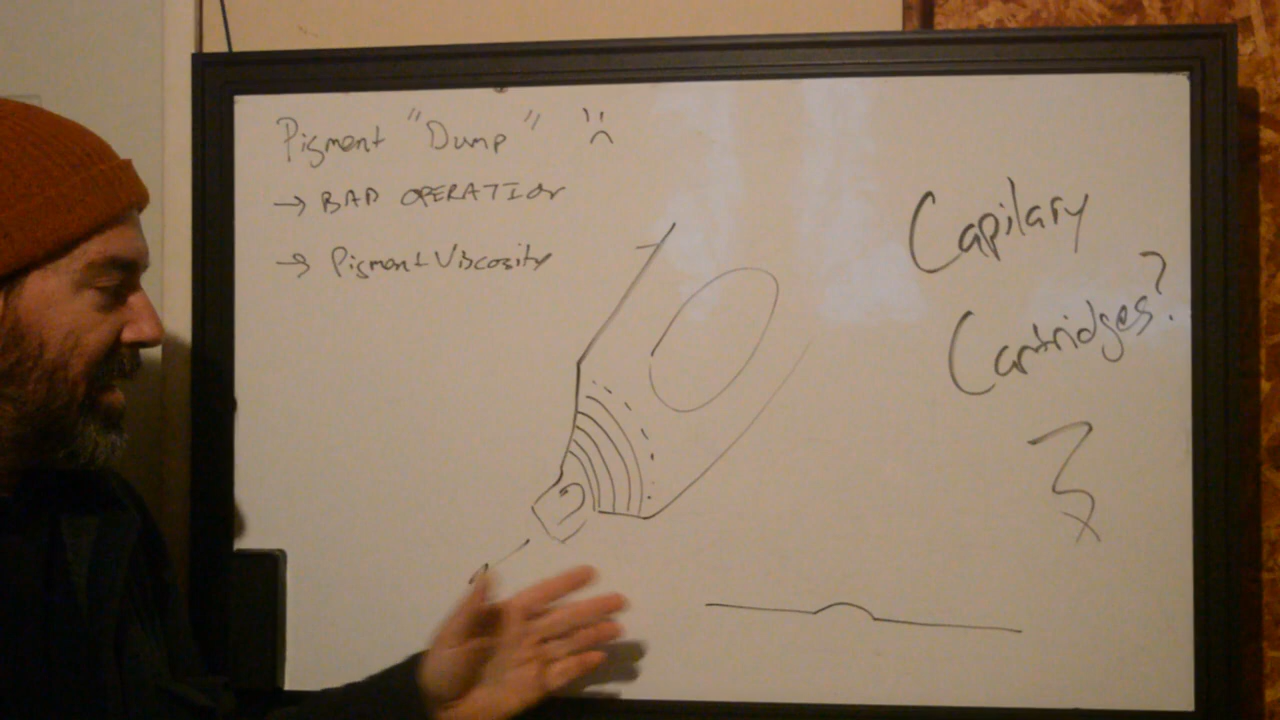 Pigment "Dump" :(
→ BAD OPERATION
→ Pigment Viscosity
Capilary
Cartridges?